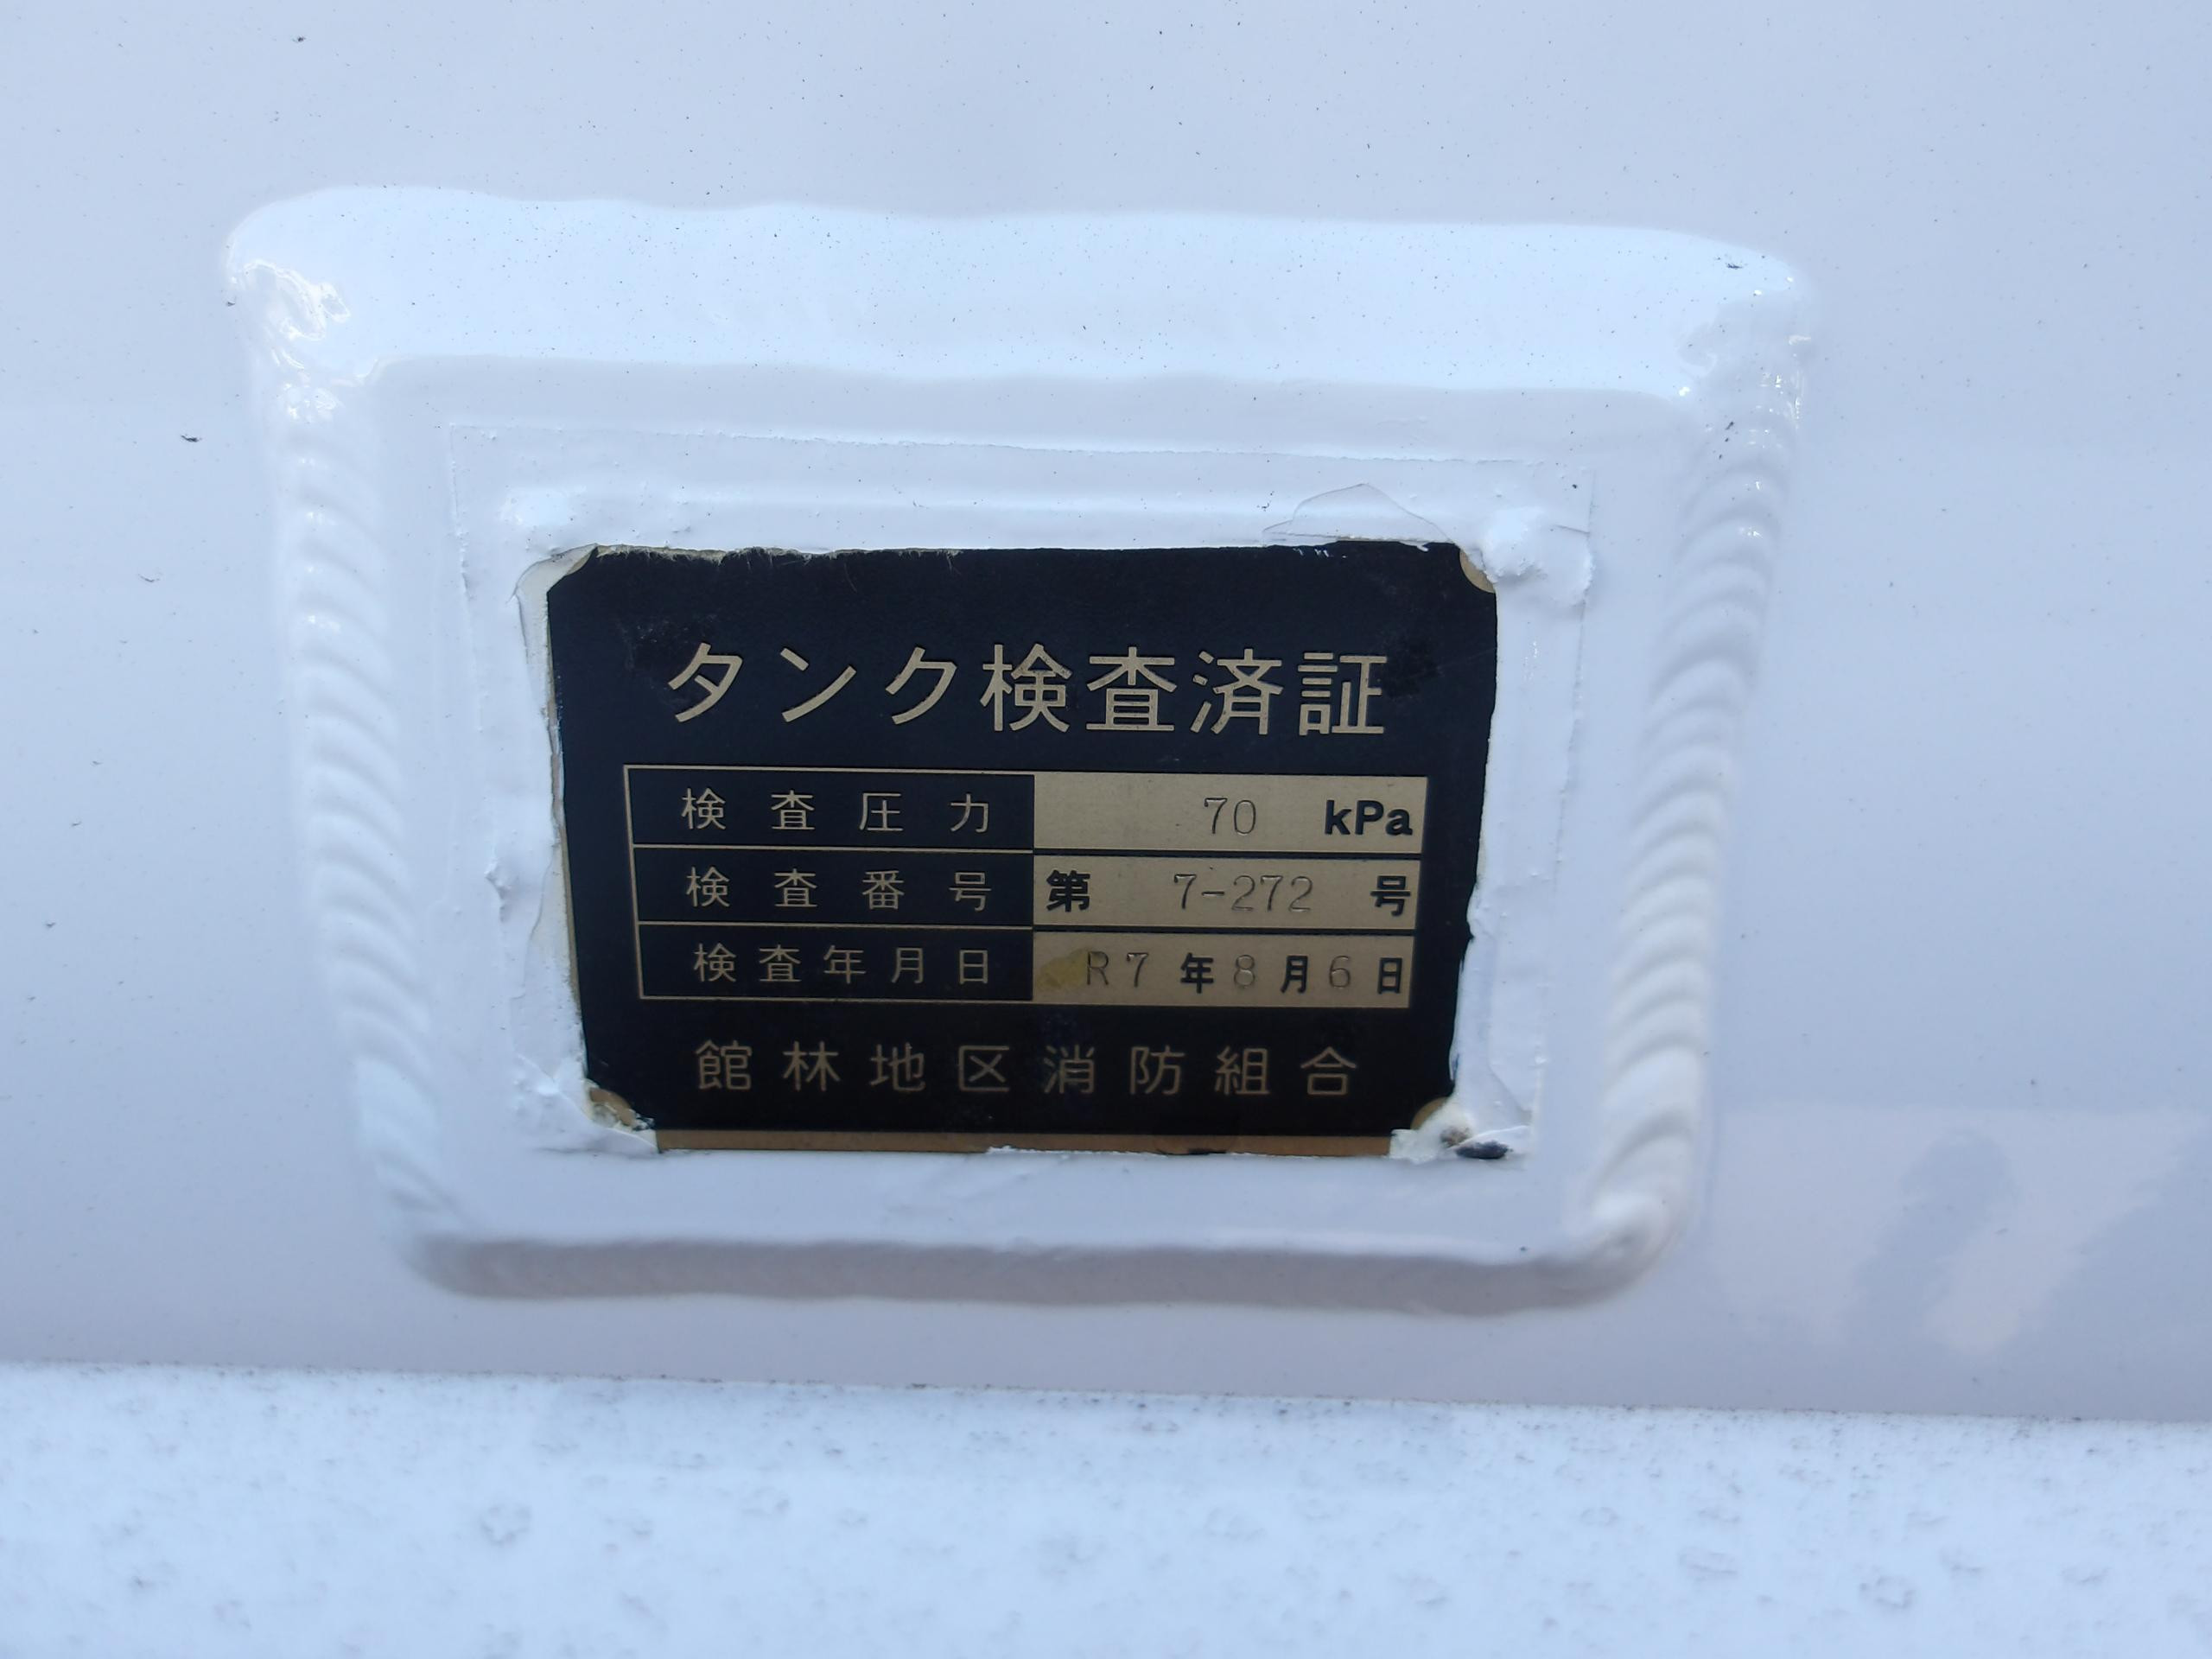 タンク検査済証
検査圧力 70 kPa
検査番号 第 7-272 号
検査年月日 R7年8月6日
館林地区消防組合